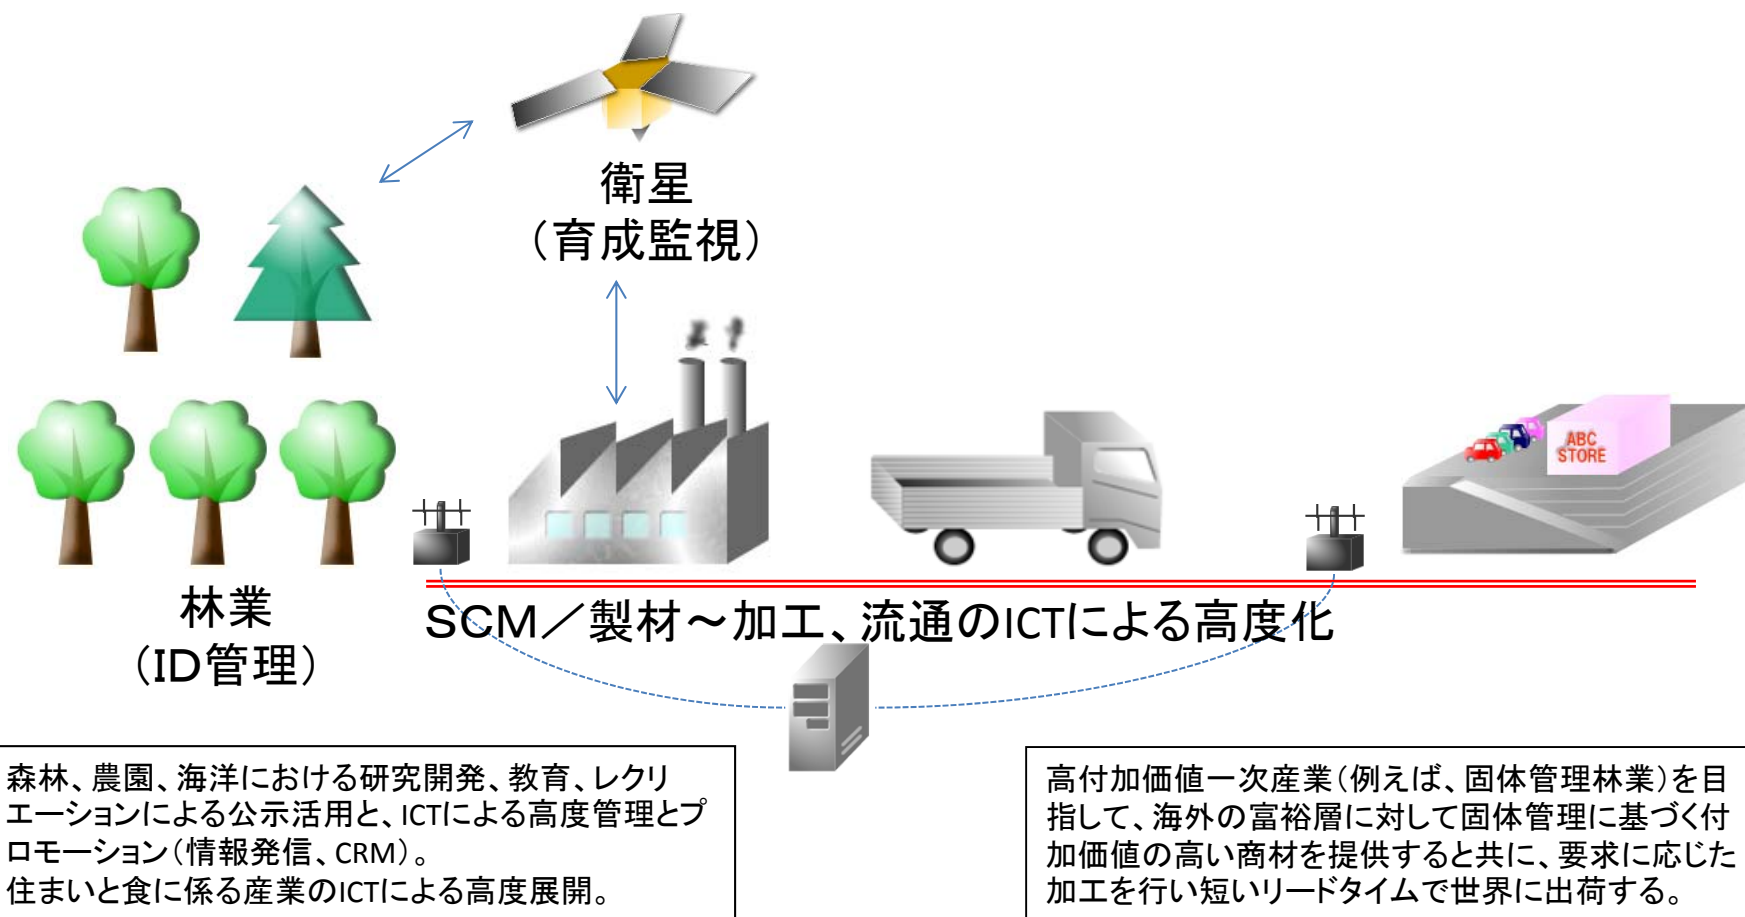 衛星
（育成監視）
ABC
STORE
林業
（ID管理）
SCM／製材～加工、流通のICTによる高度化
森林、農園、海洋における研究開発、教育、レクリ
エーションによる公示活用と、ICTによる高度管理とプ
ロモーション（情報発信、CRM）。
住まいと食に係る産業のICTによる高度展開。
高付加価値一次産業（例えば、固体管理林業）を目
指して、海外の富裕層に対して固体管理に基づく付
加価値の高い商材を提供すると共に、要求に応じた
加工を行い短いリードタイムで世界に出荷する。